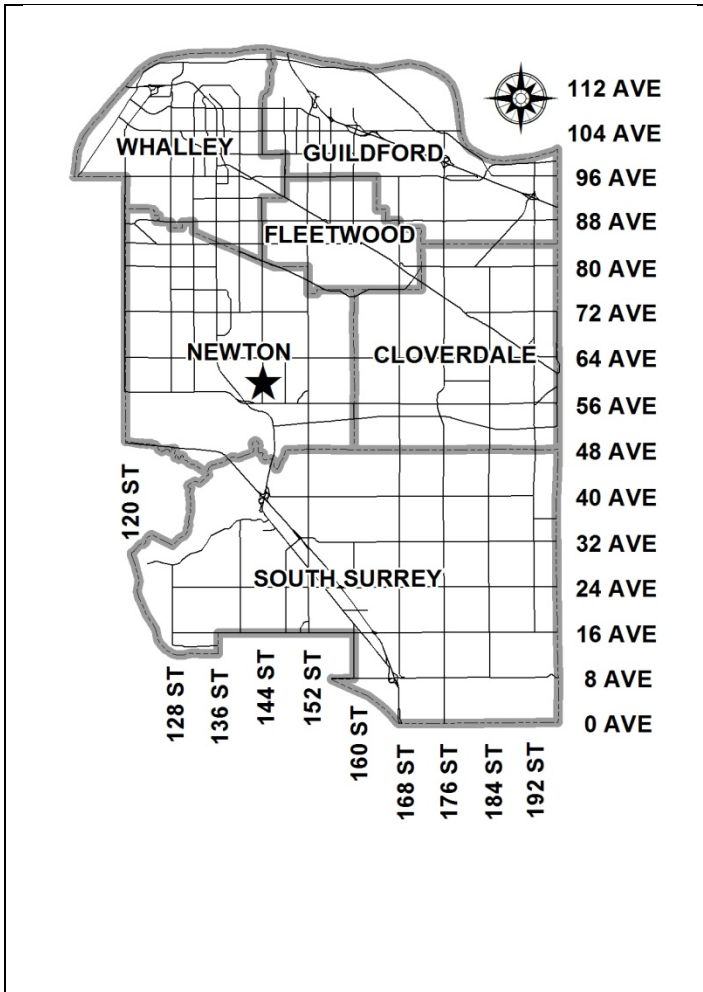 112 AVE
104 AVE
WHALLEY
GUILDFORD
96 AVE
88 AVE
FLEETWOOD
80 AVE
72 AVE
NEWTON
CLOVERDALE
64 AVE
56 AVE
48 AVE
120 ST
40 AVE
32 AVE
SOUTH SURREY
24 AVE
16 AVE
8 AVE
0 AVE
128 ST
136 ST
144 ST
152 ST
160 ST
168 ST
176 ST
184 ST
192 ST